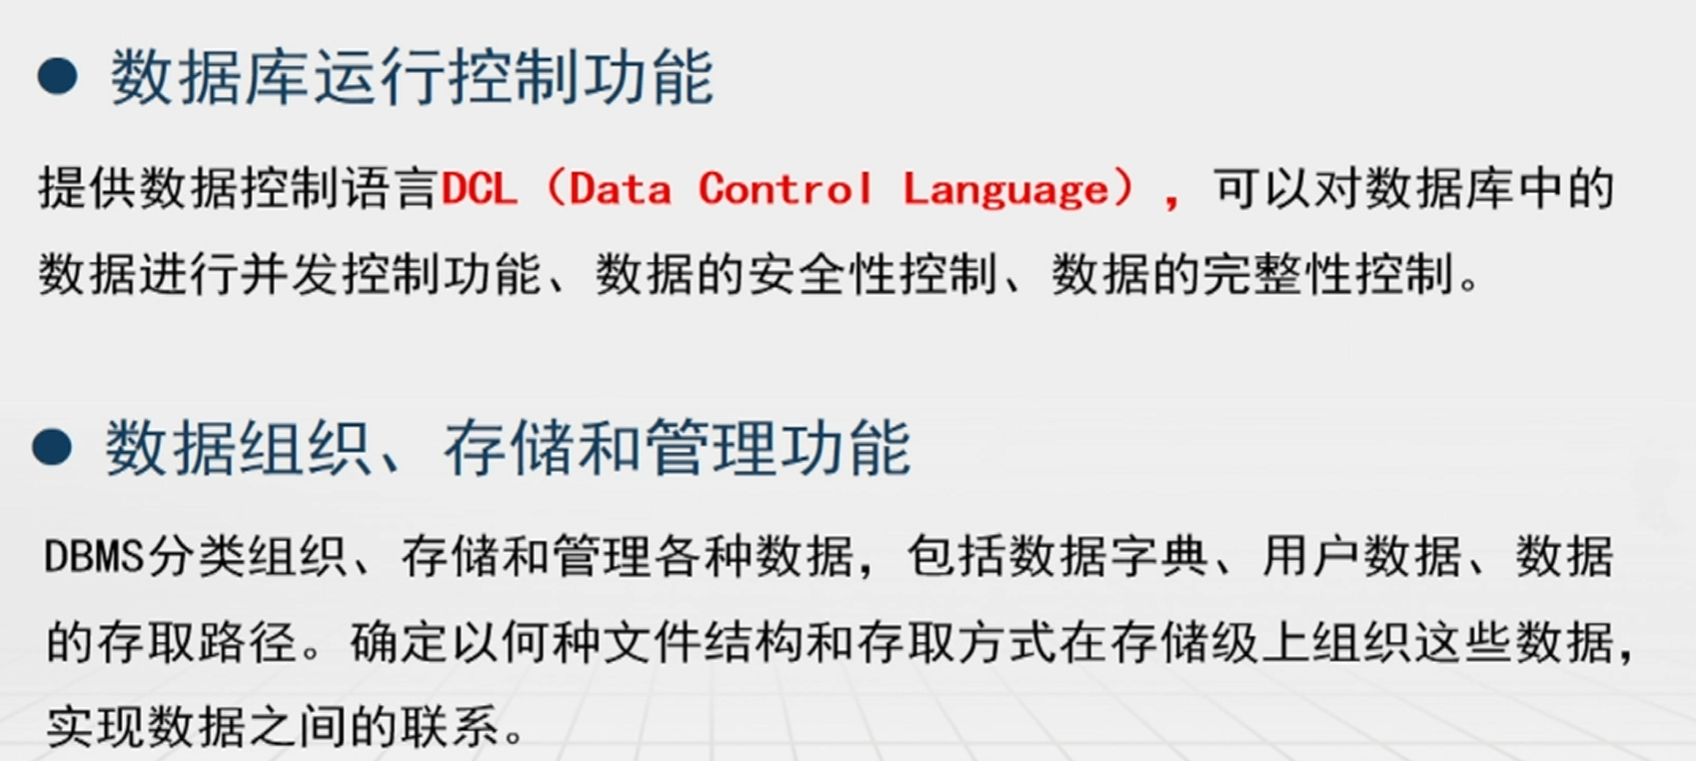 ● 数据库运行控制功能
提供数据控制语言DCL（Data Control Language），可以对数据库中的
数据进行并发控制功能、数据的安全性控制、数据的完整性控制。
● 数据组织、存储和管理功能
DBMS分类组织、存储和管理各种数据，包括数据字典、用户数据、数据
的存取路径。确定以何种文件结构和存取方式在存储级上组织这些数据，
实现数据之间的联系。